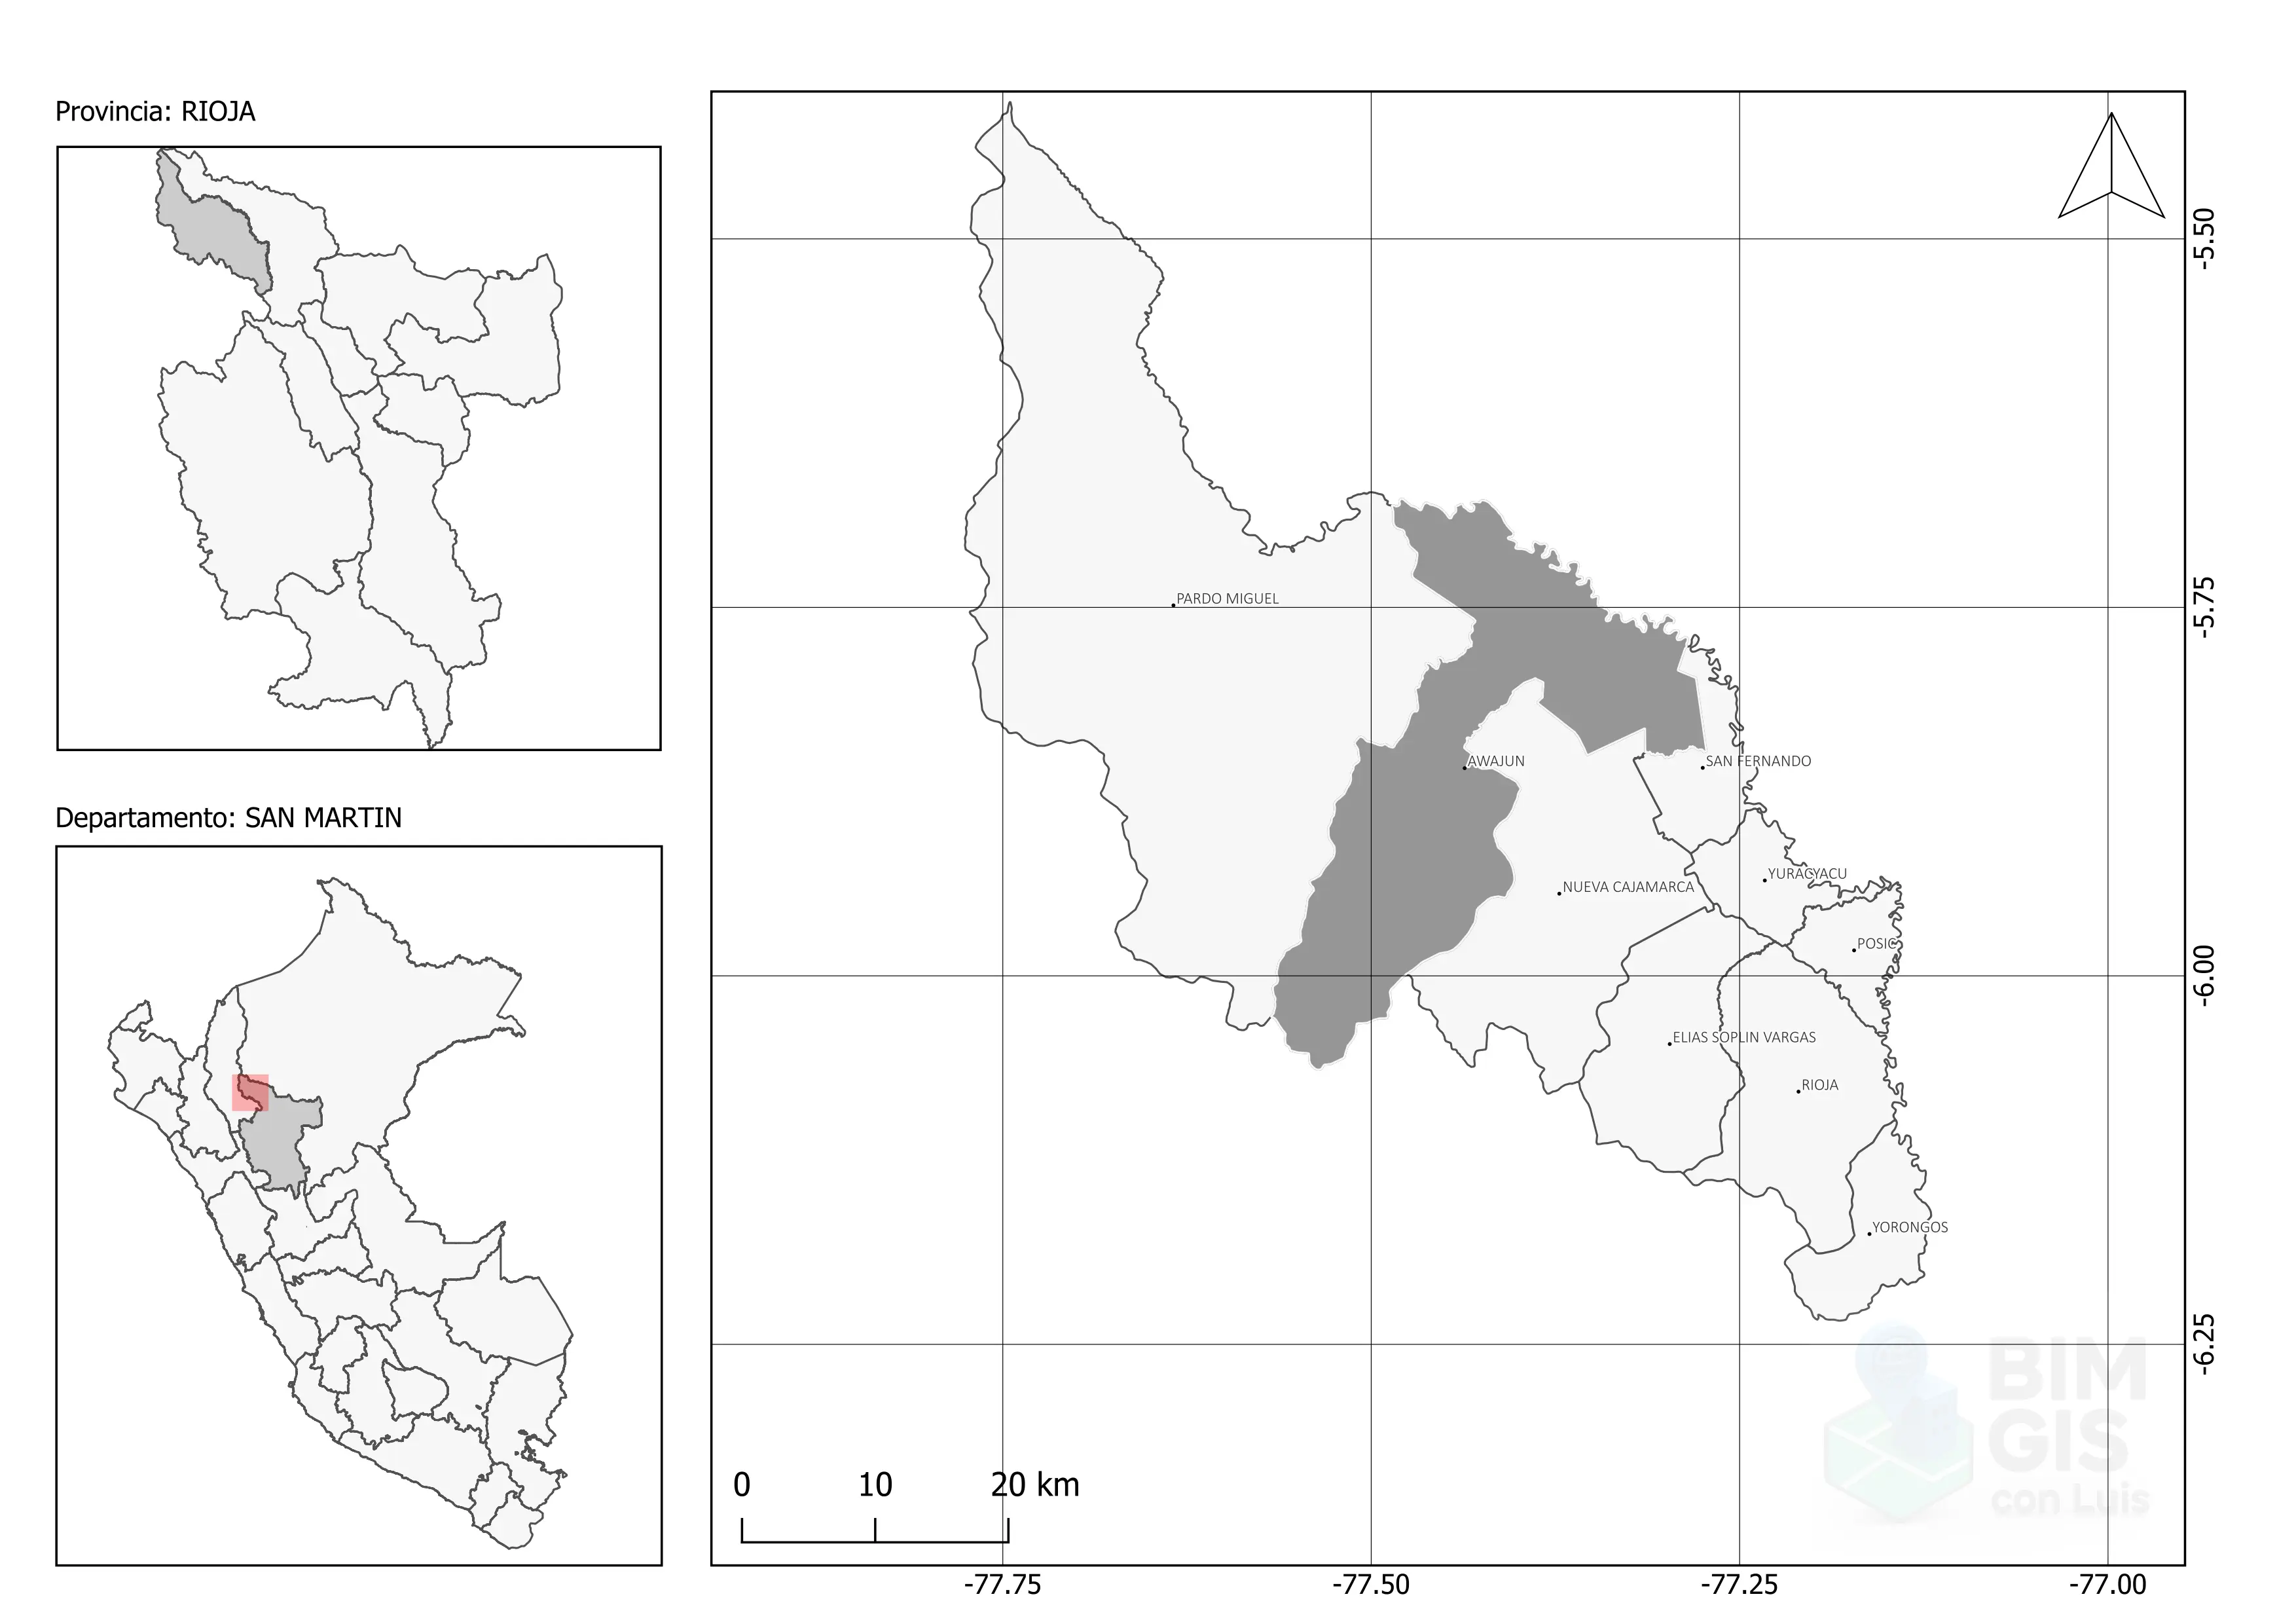 Provincia: RIOJA
Departamento: SAN MARTIN
PARDO MIGUEL
AWAJUN
SAN FERNANDO
NUEVA CAJAMARCA
YURACYACU
POSIC
ELIAS SOPLIN VARGAS
RIOJA
YORONGOS
-5.50
-5.75
-6.00
-6.25
0 10 20 km
-77.75 -77.50 -77.25 -77.00
BIM
GIS
con Luis